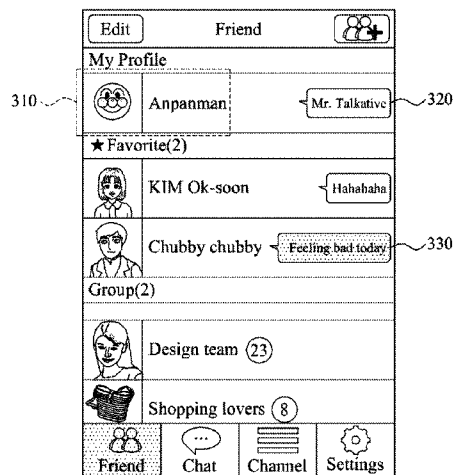 Edit Friend
My Profile
310 Anpanman Mr. Talkative 320
★Favorite(2)
KIM Ok-soon Hahahaha
Chubby chubby Feeling bad today 330
Group(2)
Design team 23
Shopping lovers 8
Friend Chat Channel Settings